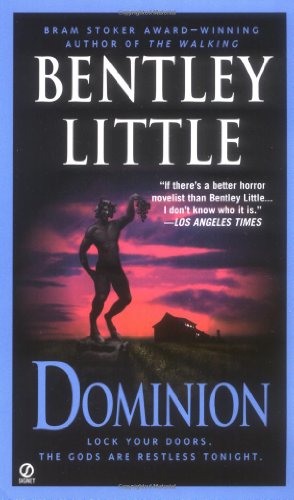 BRAM STOKER AWARD—WINNING
AUTHOR OF THE WALKING
BENTLEY
LITTLE
"If there's a better horror
novelist than Bentley Little...
I don't know who it is."
—LOS ANGELES TIMES
DOMINION
LOCK YOUR DOORS.
THE GODS ARE RESTLESS TONIGHT.
SIGNET